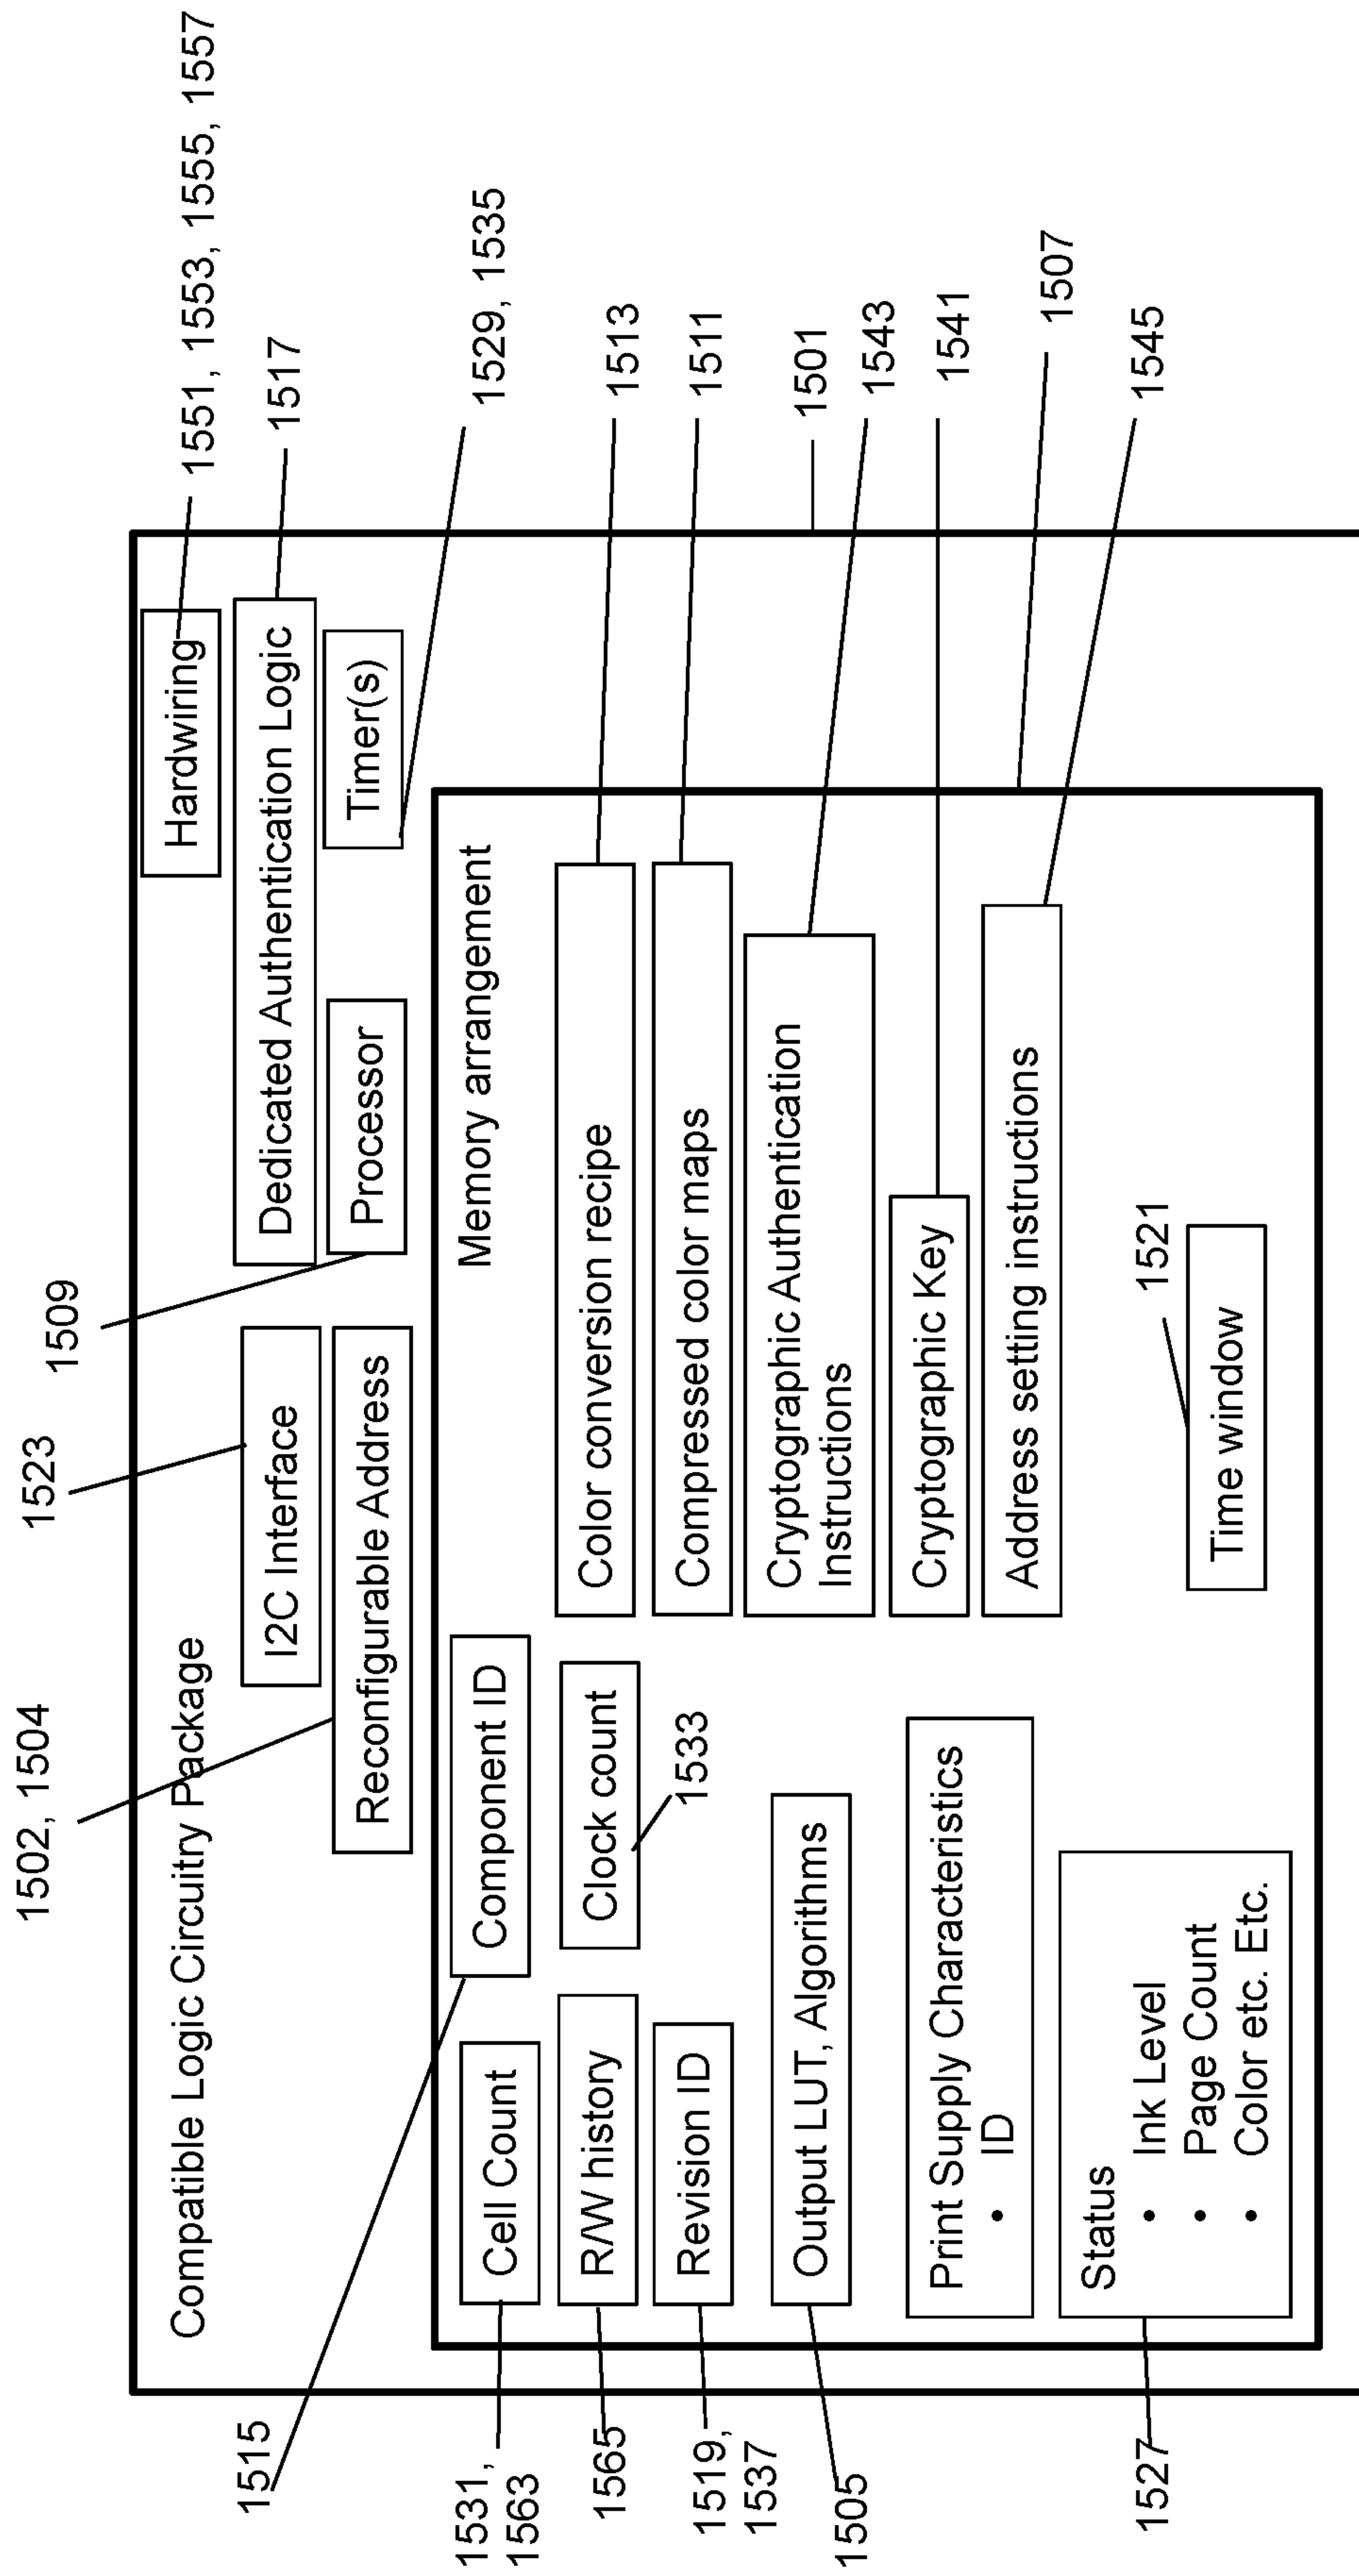 Compatible Logic Circuitry Package
1502, 1504
1523
1509
I2C Interface
Reconfigurable Address
Hardwiring
Dedicated Authentication Logic
Processor
Timer(s)
1551, 1553, 1555, 1557
1517
1529, 1535
Memory arrangement
1515
1531,
1563
Cell Count
Component ID
1565
R/W history
Clock count
1533
Color conversion recipe
1513
1519,
1537
Revision ID
Compressed color maps
1511
1505
Output LUT, Algorithms
Cryptographic Authentication
Instructions
1501
1543
Print Supply Characteristics
• ID
Cryptographic Key
1541
Address setting instructions
1507
1545
1527
Status
• Ink Level
• Page Count
• Color etc. Etc.
1521
Time window